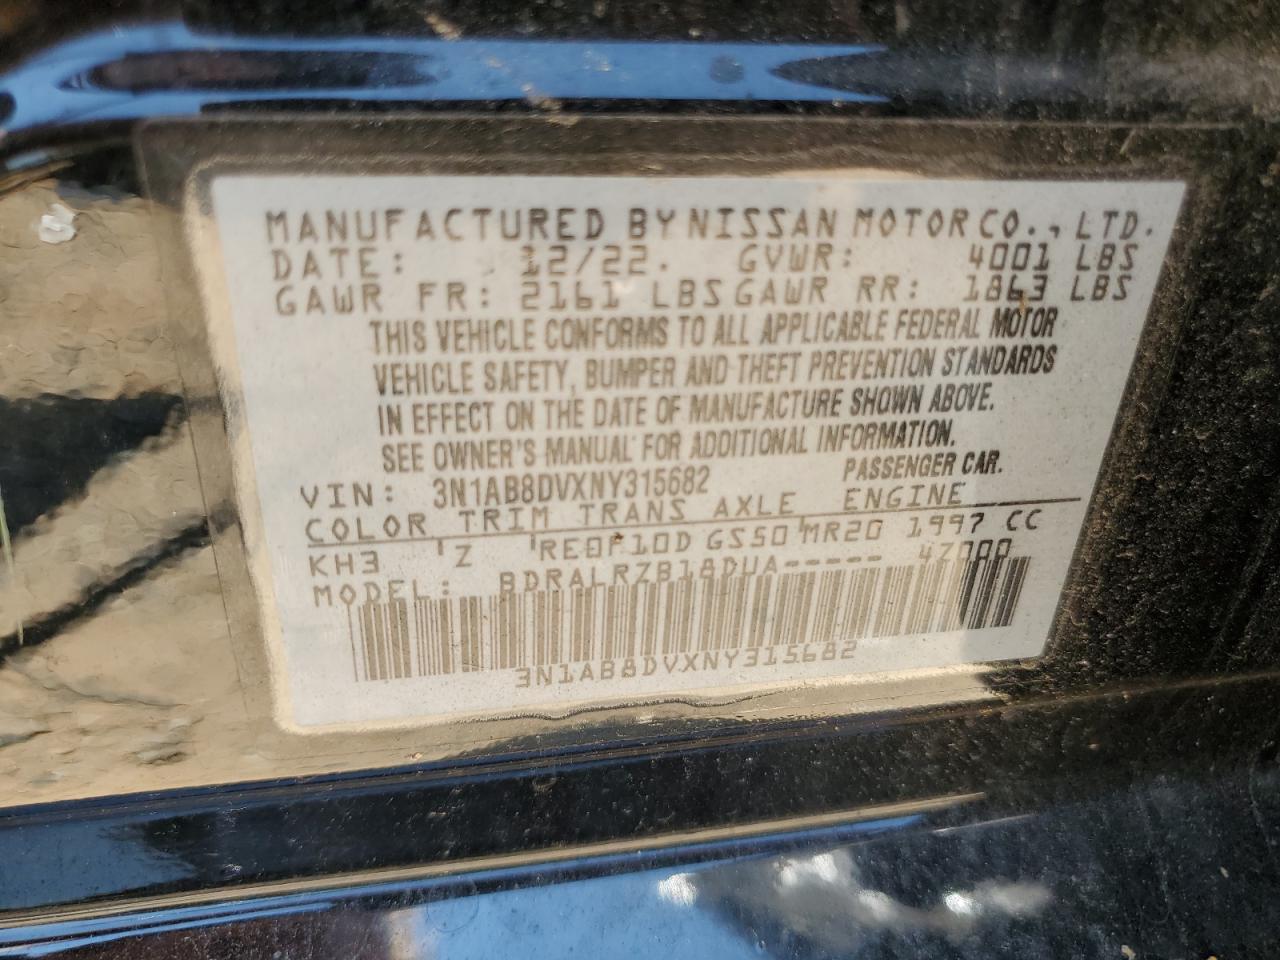 MANUFACTURED BY NISSAN MOTOR CO., LTD.
DATE: 12/22. GVWR: 4001 LBS
GAWR FR: 2161 LBS GAWR RR: 1863 LBS
THIS VEHICLE CONFORMS TO ALL APPLICABLE FEDERAL MOTOR
VEHICLE SAFETY, BUMPER AND THEFT PREVENTION STANDARDS
IN EFFECT ON THE DATE OF MANUFACTURE SHOWN ABOVE.
SEE OWNER'S MANUAL FOR ADDITIONAL INFORMATION.
VIN: 3N1AB8DVXNY315682 PASSENGER CAR.
COLOR TRIM TRANS AXLE ENGINE
KH3 'Z 'RE0F10D GS50'MR20 1997 CC
MODEL: BDRALRZB18DUA----- 4Z000
3N1AB8DVXNY315682